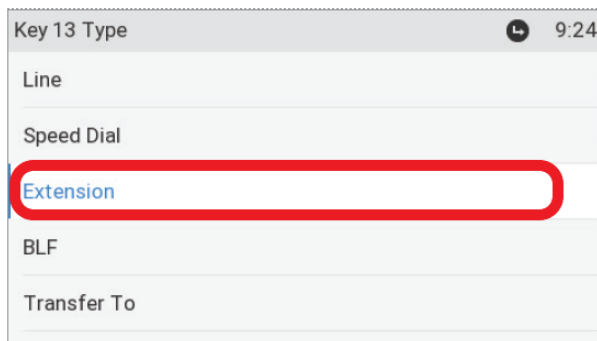 Key 13 Type 9:24
Line
Speed Dial
Extension
BLF
Transfer To